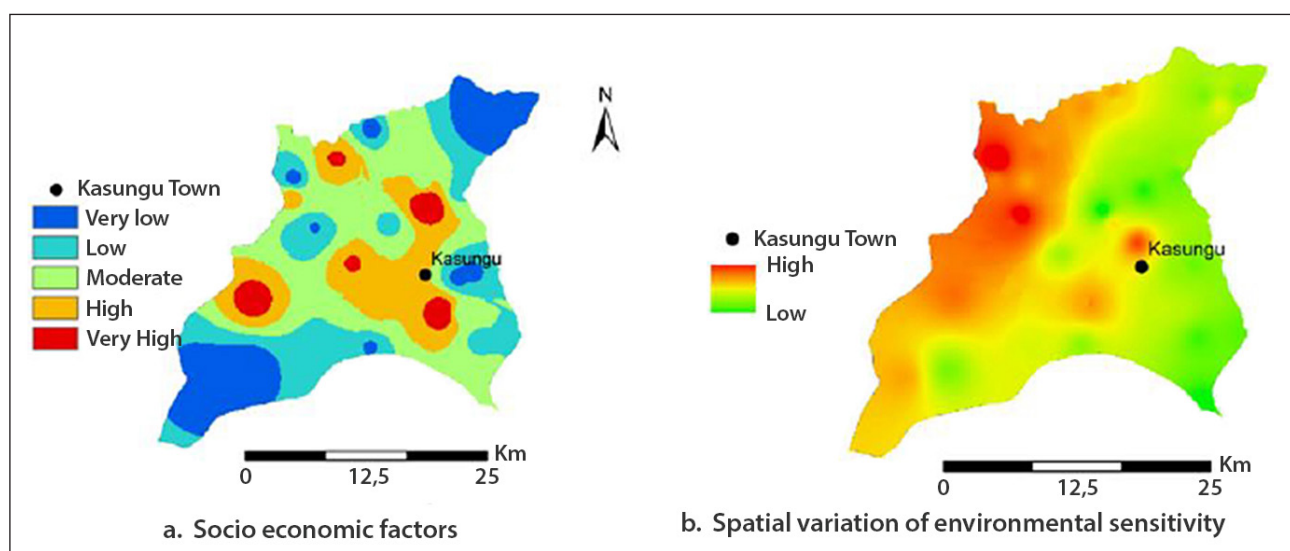 N
Kasungu Town
Very low
Low
Moderate
High
Very High
Kasungu
Km
0 12,5 25
a. Socio economic factors
Kasungu Town
High
Low
Kasungu
Km
0 12,5 25
b. Spatial variation of environmental sensitivity